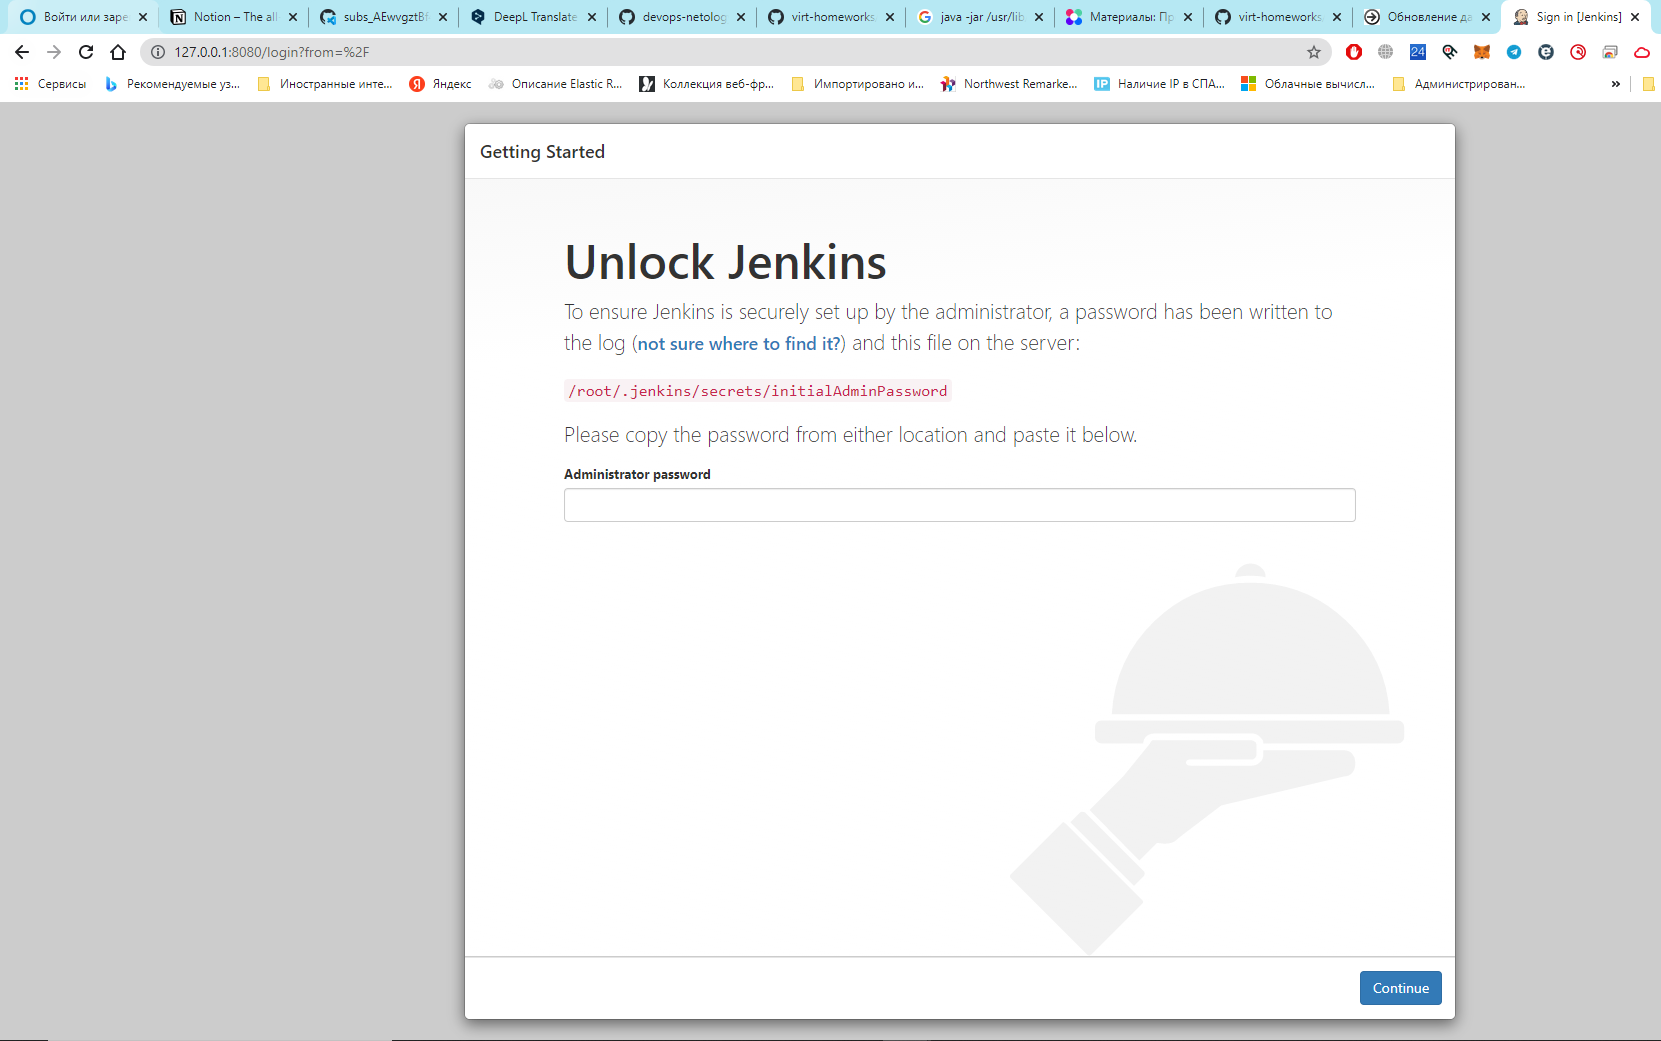 Войти или заре
Notion – The all
subs_AEwvgztBf
DeepL Translate
devops-netolog
virt-homeworks
java -jar /usr/lib
Материалы: Пр
virt-homeworks
Обновление да
Sign in [Jenkins]
127.0.0.1:8080/login?from=%2F
24
Сервисы
Рекомендуемые уз...
Иностранные инте...
Яндекс
Описание Elastic R...
Коллекция веб-фр...
Импортировано и...
Northwest Remarke...
IP
Наличие IP в СПА...
Облачные вычисл...
Администрирован...
»
Getting Started
Unlock Jenkins
To ensure Jenkins is securely set up by the administrator, a password has been written to
the log (not sure where to find it?) and this file on the server:
/root/.jenkins/secrets/initialAdminPassword
Please copy the password from either location and paste it below.
Administrator password
Continue